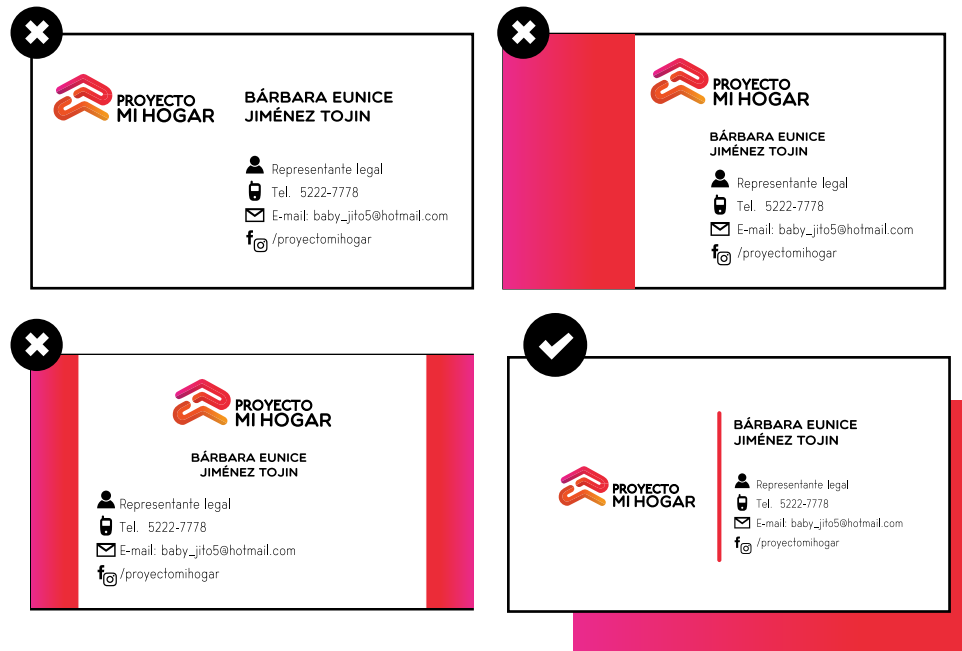 PROYECTO
MI HOGAR
BÁRBARA EUNICE
JIMÉNEZ TOJIN
Representante legal
Tel. 5222-7778
E-mail: baby_jito5@hotmail.com
/proyectomihogar
PROYECTO
MI HOGAR
BÁRBARA EUNICE
JIMÉNEZ TOJIN
Representante legal
Tel. 5222-7778
E-mail: baby_jito5@hotmail.com
/proyectomihogar
PROYECTO
MI HOGAR
BÁRBARA EUNICE
JIMÉNEZ TOJIN
Representante legal
Tel. 5222-7778
E-mail: baby_jito5@hotmail.com
/proyectomihogar
PROYECTO
MI HOGAR
BÁRBARA EUNICE
JIMÉNEZ TOJIN
Representante legal
Tel. 5222-7778
E-mail: baby_jito5@hotmail.com
/proyectomihogar